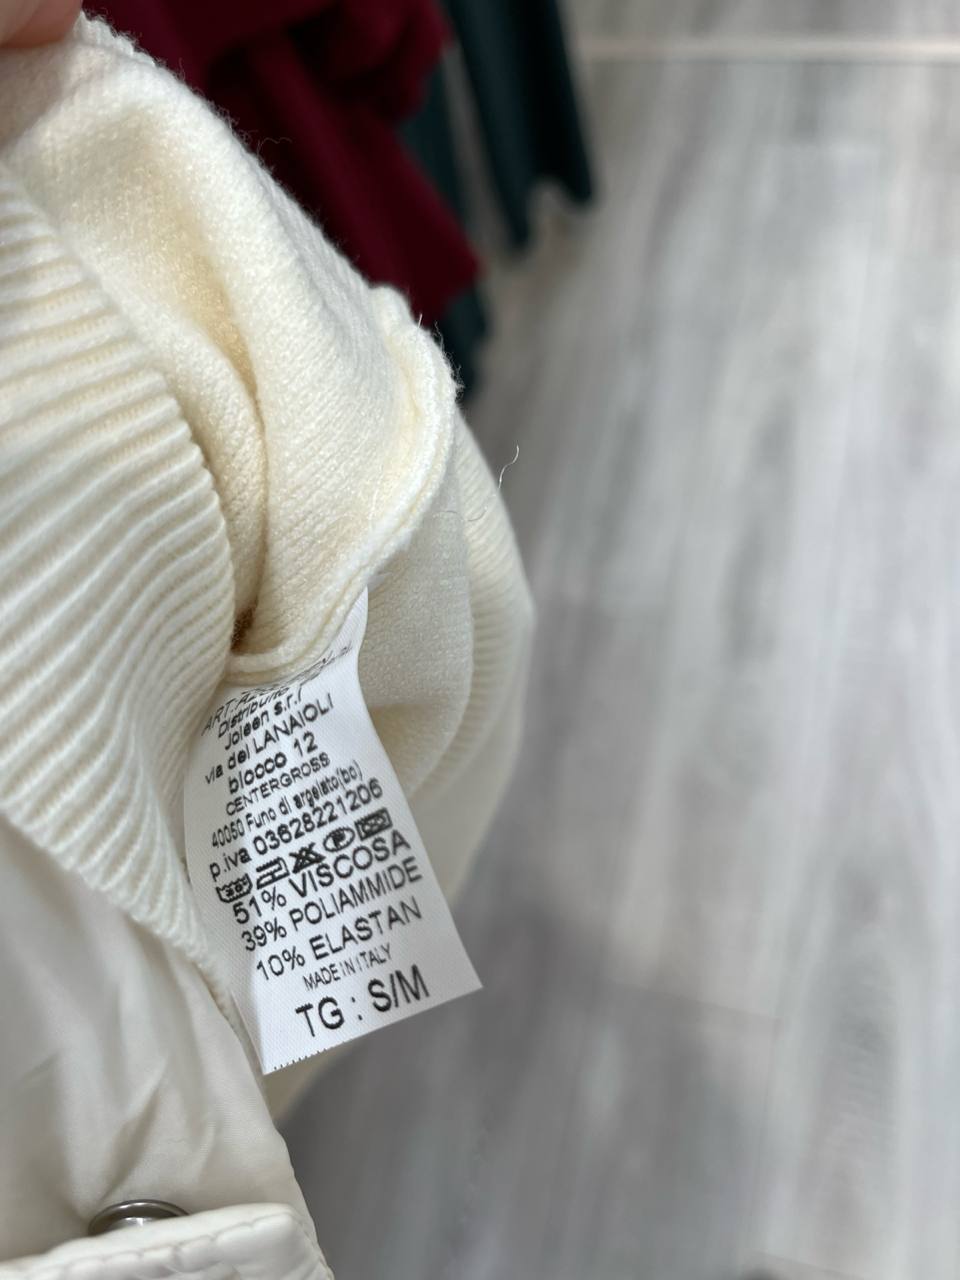 Distribuito
Joleen s.r.l
via dei LANAIOLI
blocco 12
CENTERGROSS
40050 Funo di argelato(bo)
p.iva 03628221206
51% VISCOSA
39% POLIAMMIDE
10% ELASTAN
MADE IN ITALY
TG : S/M